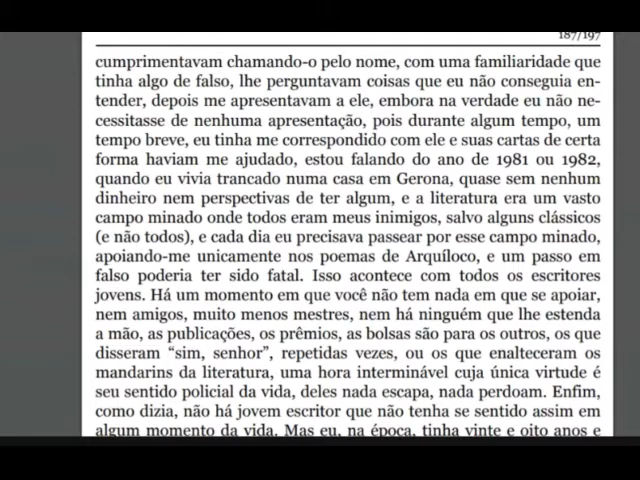 187/197
cumprimentavam chamando-o pelo nome, com uma familiaridade que
tinha algo de falso, lhe perguntavam coisas que eu não conseguia en-
tender, depois me apresentavam a ele, embora na verdade eu não ne-
cessitasse de nenhuma apresentação, pois durante algum tempo, um
tempo breve, eu tinha me correspondido com ele e suas cartas de certa
forma haviam me ajudado, estou falando do ano de 1981 ou 1982,
quando eu vivia trancado numa casa em Gerona, quase sem nenhum
dinheiro nem perspectivas de ter algum, e a literatura era um vasto
campo minado onde todos eram meus inimigos, salvo alguns clássicos
(e não todos), e cada dia eu precisava passear por esse campo minado,
apoiando-me unicamente nos poemas de Arquíloco, e um passo em
falso poderia ter sido fatal. Isso acontece com todos os escritores
jovens. Há um momento em que você não tem nada em que se apoiar,
nem amigos, muito menos mestres, nem há ninguém que lhe estenda
a mão, as publicações, os prêmios, as bolsas são para os outros, os que
disseram “sim, senhor”, repetidas vezes, ou os que enalteceram os
mandarins da literatura, uma hora interminável cuja única virtude é
seu sentido policial da vida, deles nada escapa, nada perdoam. Enfim,
como dizia, não há jovem escritor que não tenha se sentido assim em
algum momento da vida. Mas eu, na época, tinha vinte e oito anos e